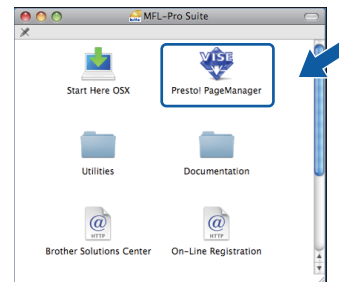 MFL-Pro Suite
VISE
Start Here OSX
Presto! PageManager
Utilities
Documentation
@
HTTP
@
HTTP
Brother Solutions Center
On-Line Registration